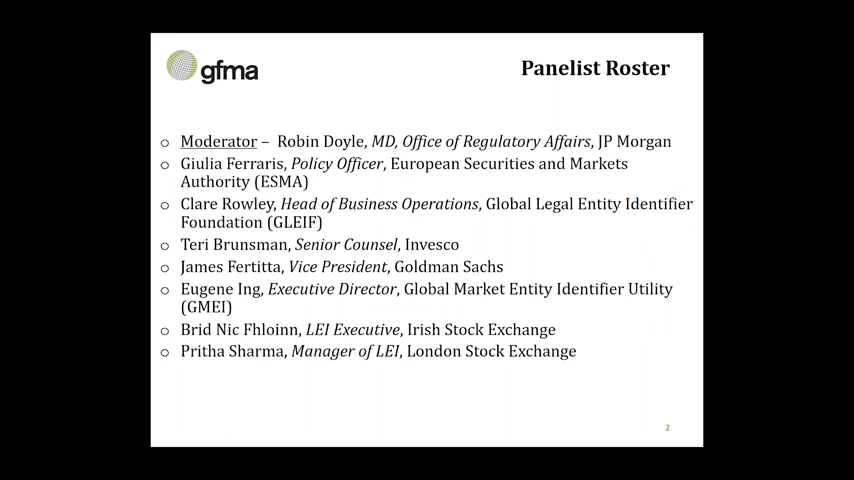 gfma
Panelist Roster
o Moderator – Robin Doyle, MD, Office of Regulatory Affairs, JP Morgan
o Giulia Ferraris, Policy Officer, European Securities and Markets
Authority (ESMA)
o Clare Rowley, Head of Business Operations, Global Legal Entity Identifier
Foundation (GLEIF)
o Teri Brunsman, Senior Counsel, Invesco
o James Fertitta, Vice President, Goldman Sachs
o Eugene Ing, Executive Director, Global Market Entity Identifier Utility
(GMEI)
o Brid Nic Fhloinn, LEI Executive, Irish Stock Exchange
o Pritha Sharma, Manager of LEI, London Stock Exchange
2